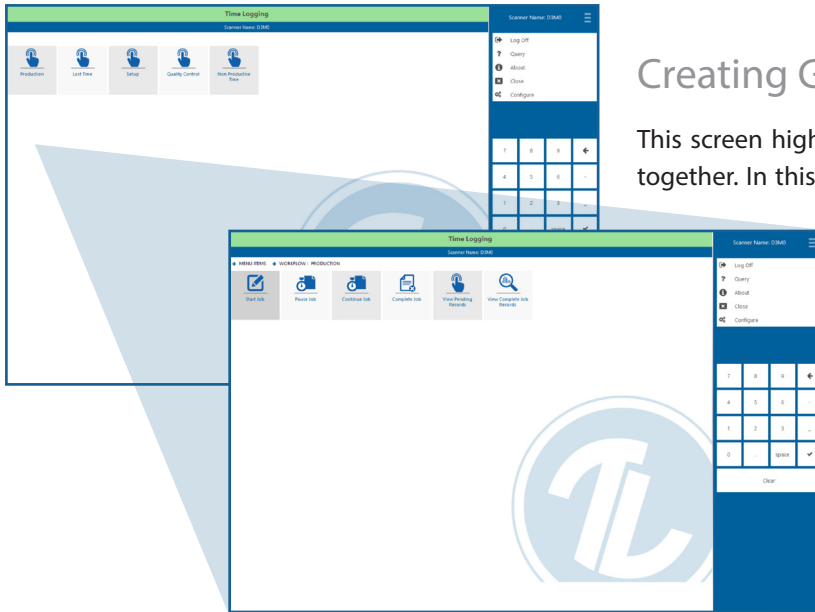 Time Logging
Scanner Name: D3M0
Scanner Name: D3M0
Production
Lost Time
Setup
Quality Control
Non Productive
Time
Log Off
Query
About
Close
Configure
7 8 9
4 5 6 -
1 2 3 _
Creating G
This screen high
together. In this
Time Logging
Scanner Name: D3M0
Scanner Name: D3M0
MENU ITEMS WORKFLOW : PRODUCTION
Start Job
Pause Job
Continue Job
Complete Job
View Pending
Records
View Complete Job
Records
Log Off
Query
About
Close
Configure
7 8 9
4 5 6 -
1 2 3 _
0 . space
Clear
TL